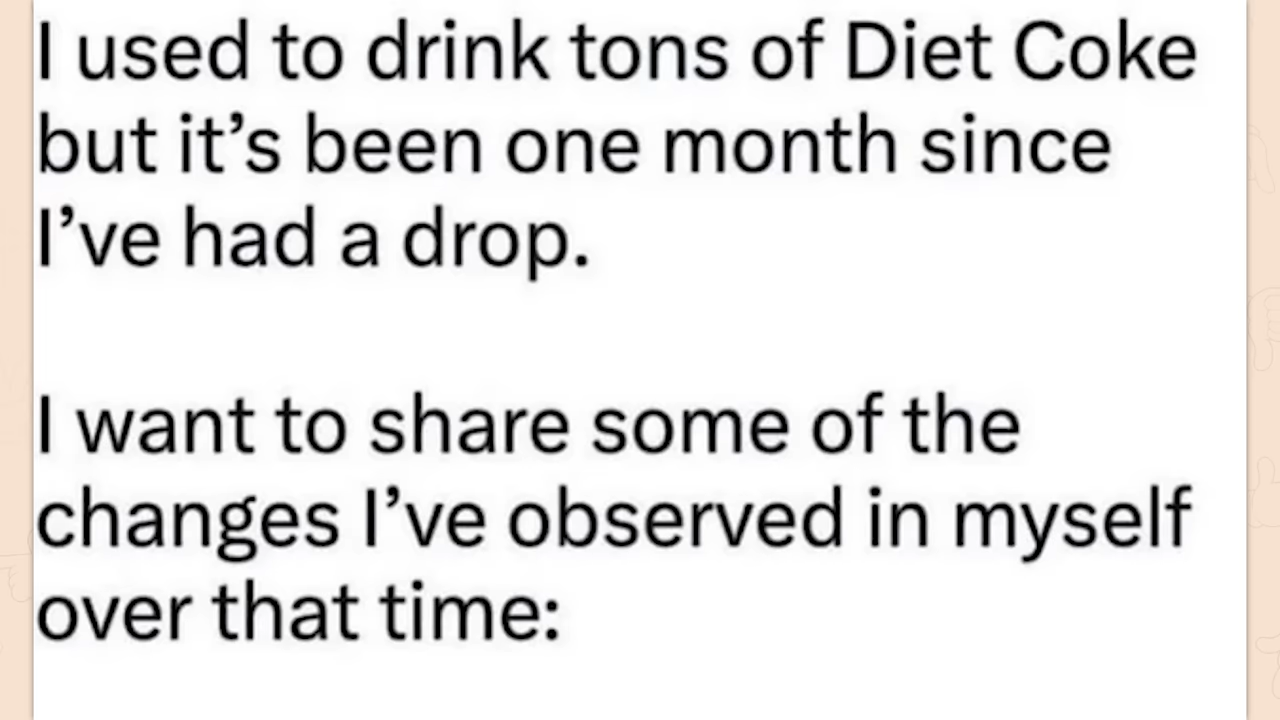 I used to drink tons of Diet Coke
but it’s been one month since
I’ve had a drop.
I want to share some of the
changes I’ve observed in myself
over that time: